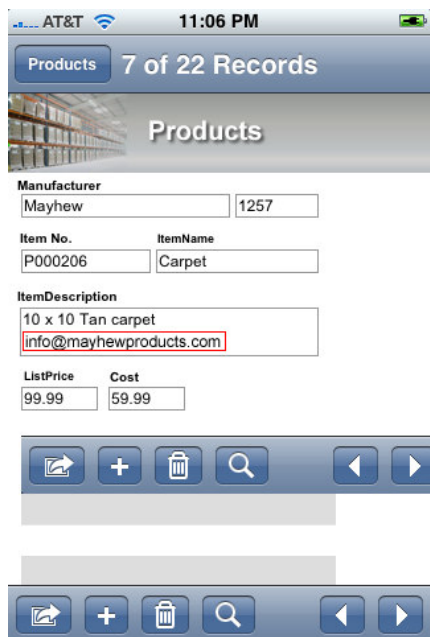 AT&T 11:06 PM
Products 7 of 22 Records
Products
Manufacturer
Mayhew 1257
Item No. ItemName
P000206 Carpet
ItemDescription
10 x 10 Tan carpet
info@mayhewproducts.com
ListPrice Cost
99.99 59.99